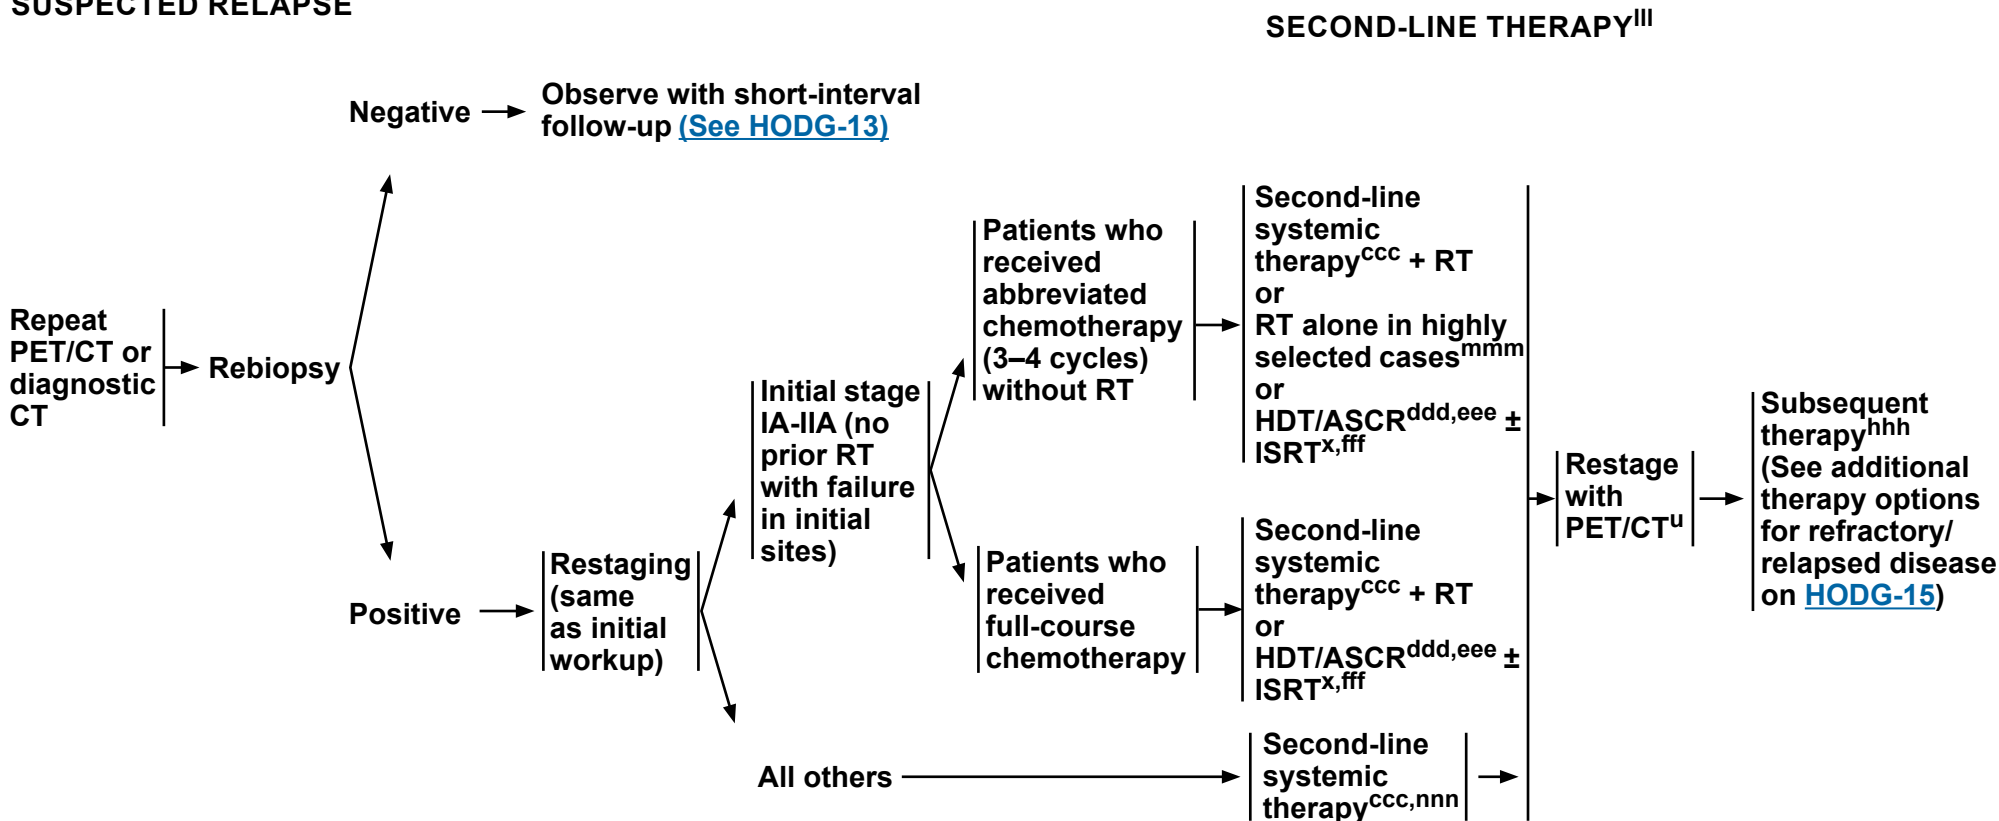 SUSPECTED RELAPSE
SECOND-LINE THERAPYlll
Negative
Observe with short-interval
follow-up (See HODG-13)
Repeat
PET/CT or
diagnostic
CT
Rebiopsy
Positive
Restaging
(same
as initial
workup)
Initial stage
IA-IIA (no
prior RT
with failure
in initial
sites)
Patients who
received
abbreviated
chemotherapy
(3–4 cycles)
without RT
Second-line
systemic
therapyccc + RT
or
RT alone in highly
selected casesmmm
or
HDT/ASCRddd,eee ±
ISRTx,fff
Patients who
received
full-course
chemotherapy
Second-line
systemic
therapyccc + RT
or
HDT/ASCRddd,eee ±
ISRTx,fff
All others
Second-line
systemic
therapyccc,nnn
Restage
with
PET/CTu
Subsequent
therapyhhh
(See additional
therapy options
for refractory/
relapsed disease
on HODG-15)